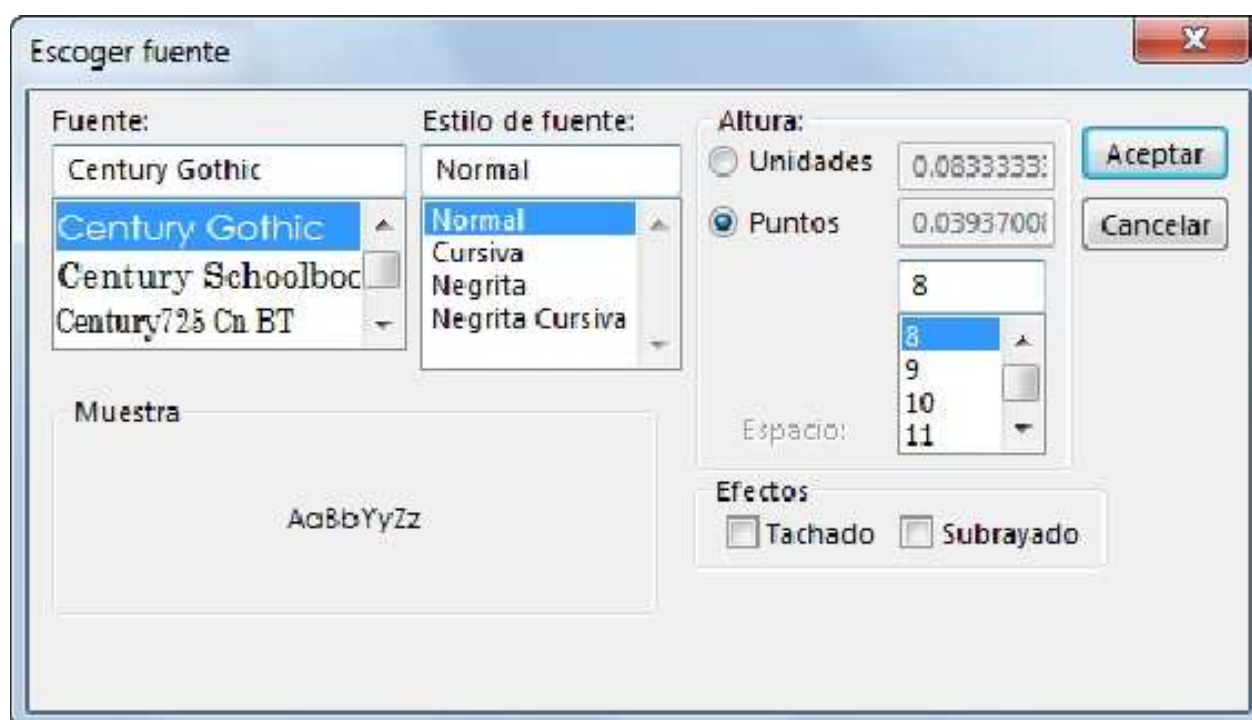 Escoger fuente
Fuente:
Century Gothic
Century Gothic
Century Schoolboo
Century725 Cn BT
Estilo de fuente:
Normal
Normal
Cursiva
Negrita
Negrita Cursiva
Altura:
Unidades 0.0833333
Puntos 0.0393700
8
8
9
10
11
Espacio:
Aceptar
Cancelar
Muestra
AaBbYyZz
Efectos
Tachado Subrayado